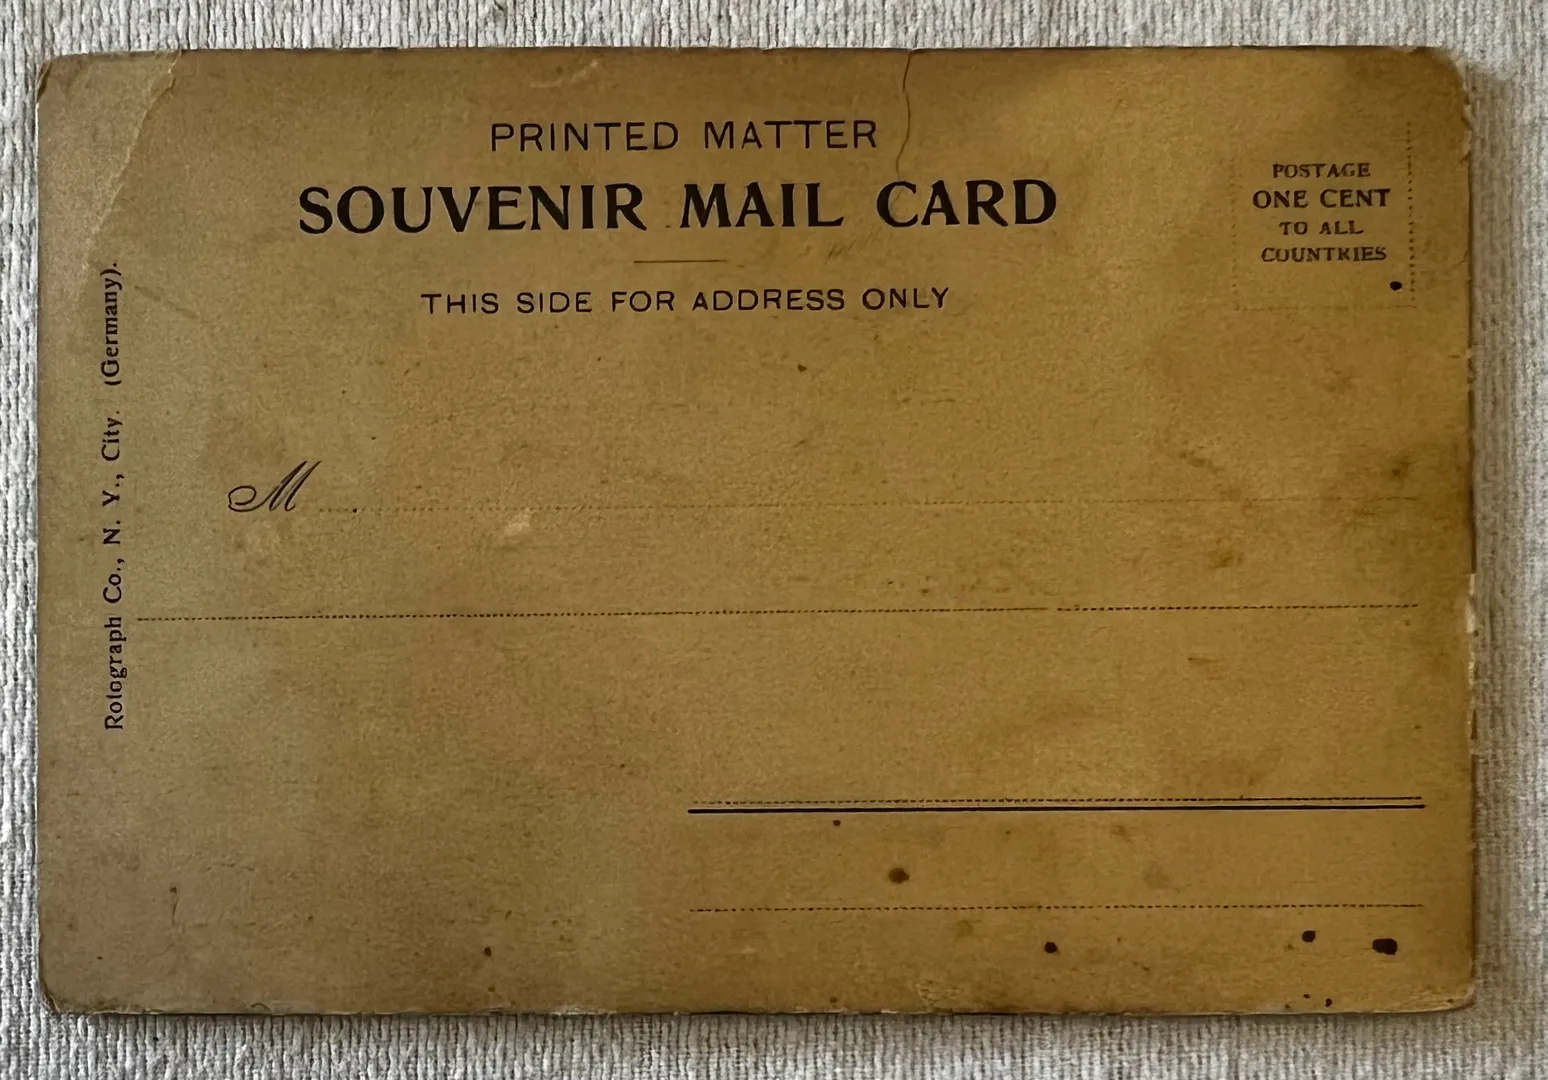 PRINTED MATTER
SOUVENIR MAIL CARD
THIS SIDE FOR ADDRESS ONLY
POSTAGE
ONE CENT
TO ALL
COUNTRIES
M
Rotograph Co., N. Y., City. (Germany).